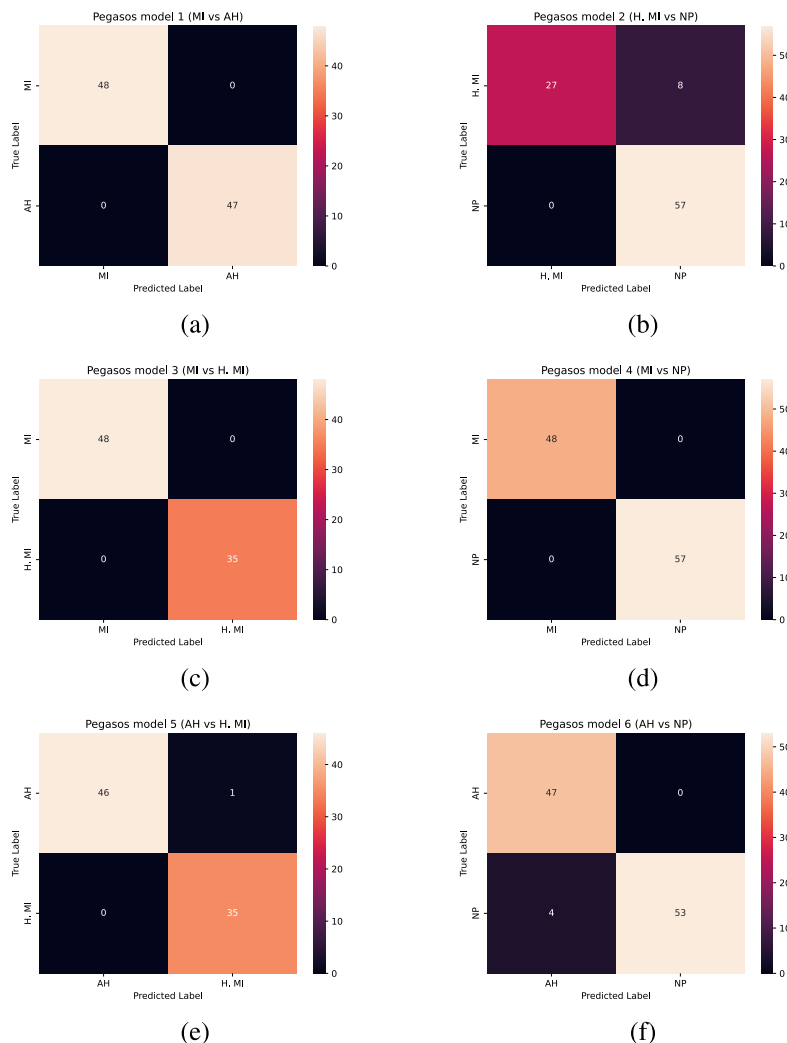 Pegasos model 1 (MI vs AH)
MI
48
0
40
30
True Label
20
AH
0
47
10
0
MI
AH
Predicted Label
(a)
Pegasos model 2 (H. MI vs NP)
H. MI
27
8
50
40
30
True Label
20
NP
0
57
10
0
H. MI
NP
Predicted Label
(b)
Pegasos model 3 (MI vs H. MI)
MI
48
0
40
30
True Label
20
H. MI
0
35
10
0
MI
H. MI
Predicted Label
(c)
Pegasos model 4 (MI vs NP)
MI
48
0
50
40
30
True Label
20
NP
0
57
10
0
MI
NP
Predicted Label
(d)
Pegasos model 5 (AH vs H. MI)
AH
46
1
40
30
True Label
20
H. MI
0
35
10
0
AH
H. MI
Predicted Label
(e)
Pegasos model 6 (AH vs NP)
AH
47
0
50
40
30
True Label
20
NP
4
53
10
0
AH
NP
Predicted Label
(f)